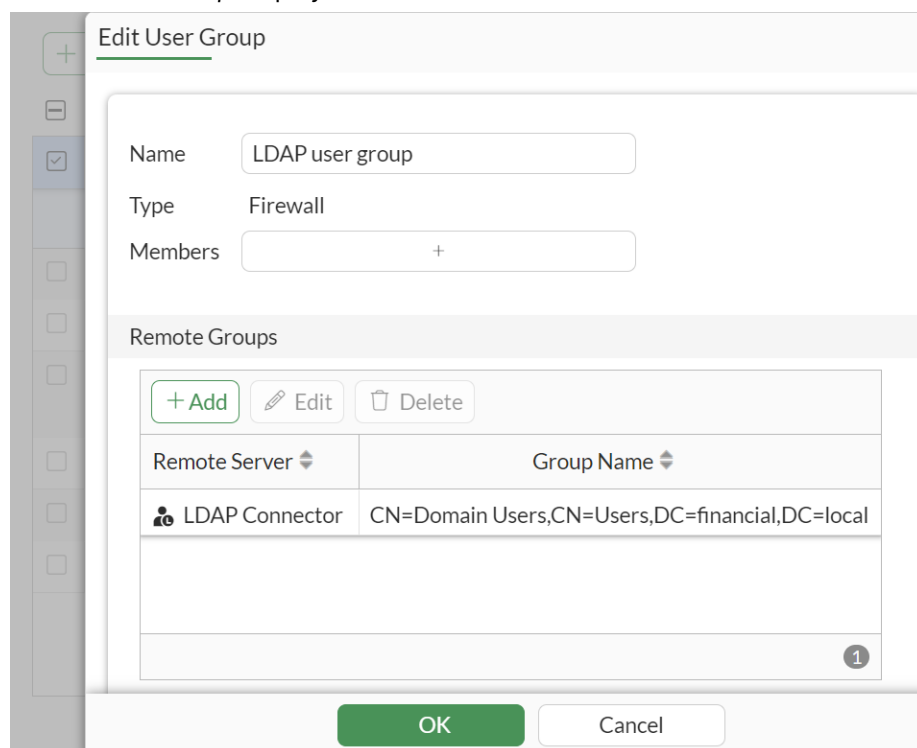 Edit User Group
Name LDAP user group
Type Firewall
Members +
Remote Groups
+ Add Edit Delete
Remote Server Group Name
LDAP Connector CN=Domain Users,CN=Users,DC=financial,DC=local
1
OK Cancel